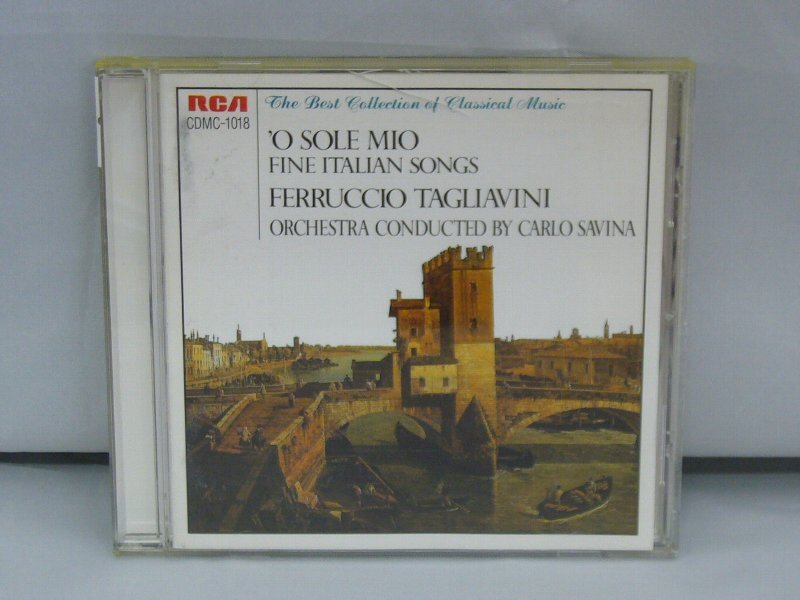 RCA
CDMC-1018
The Best Collection of Classical Music
'O SOLE MIO
FINE ITALIAN SONGS
FERRUCCIO TAGLIAVINI
ORCHESTRA CONDUCTED BY CARLO SAVINA